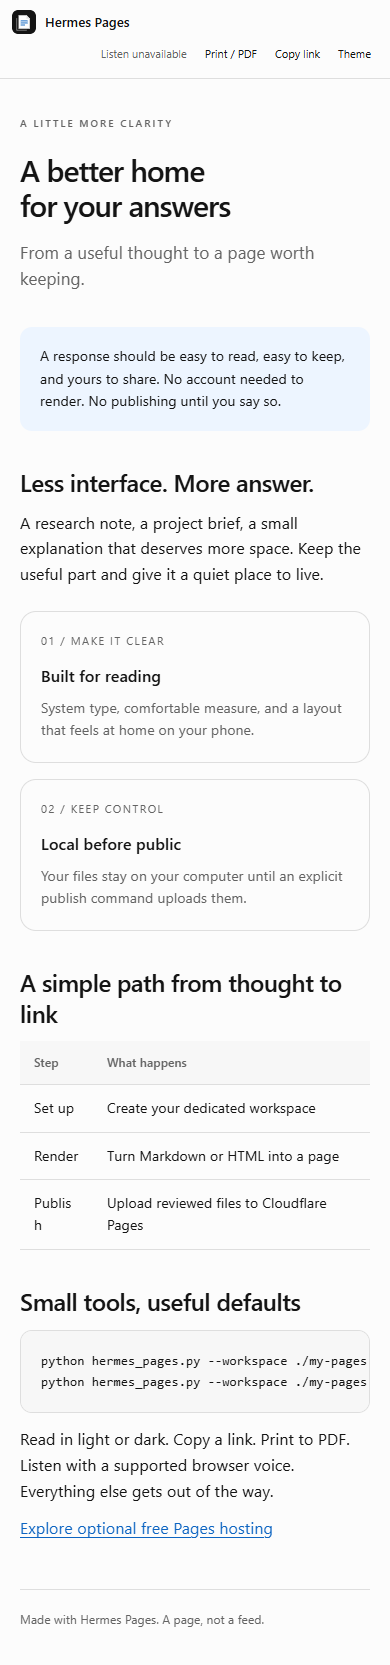 Hermes Pages
Listen unavailable Print / PDF Copy link Theme
A LITTLE MORE CLARITY
A better home
for your answers
From a useful thought to a page worth
keeping.
A response should be easy to read, easy to keep,
and yours to share. No account needed to
render. No publishing until you say so.
Less interface. More answer.
A research note, a project brief, a small
explanation that deserves more space. Keep the
useful part and give it a quiet place to live.
01 / MAKE IT CLEAR
Built for reading
System type, comfortable measure, and a layout
that feels at home on your phone.
02 / KEEP CONTROL
Local before public
Your files stay on your computer until an explicit
publish command uploads them.
A simple path from thought to
link
Step What happens
Set up Create your dedicated workspace
Render Turn Markdown or HTML into a page
Publis Upload reviewed files to Cloudflare
h Pages
Small tools, useful defaults
python hermes_pages.py --workspace ./my-pages
python hermes_pages.py --workspace ./my-pages
Read in light or dark. Copy a link. Print to PDF.
Listen with a supported browser voice.
Everything else gets out of the way.
Explore optional free Pages hosting
Made with Hermes Pages. A page, not a feed.